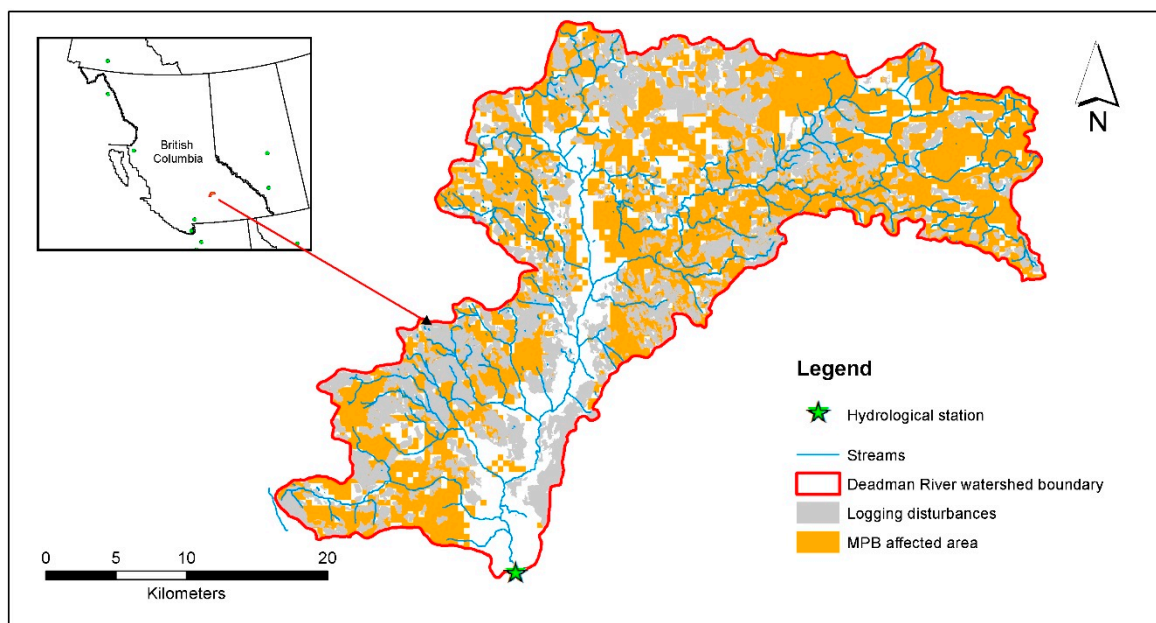 British
Columbia
N
Legend
Hydrological station
Streams
Deadman River watershed boundary
Logging disturbances
MPB affected area
0 5 10 20
Kilometers